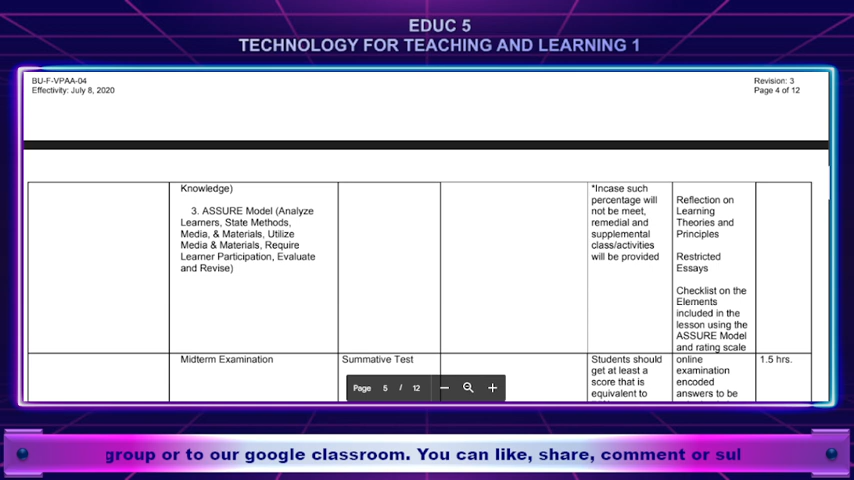 EDUC 5
TECHNOLOGY FOR TEACHING AND LEARNING 1
BU-F-VPAA-04
Effectivity: July 8, 2020
Revision: 3
Page 4 of 12
Knowledge)
3. ASSURE Model (Analyze
Learners, State Methods,
Media, & Materials, Utilize
Media & Materials, Require
Learner Participation, Evaluate
and Revise)
*Incase such
percentage will
not be meet,
remedial and
supplemental
class/activities
will be provided
Reflection on
Learning
Theories and
Principles
Restricted
Essays
Checklist on the
Elements
included in the
lesson using the
ASSURE Model
and rating scale
Midterm Examination
Summative Test
Students should
get at least a
score that is
equivalent to
online
examination
encoded
answers to be
1.5 hrs.
Page 5 / 12
group or to our google classroom. You can like, share, comment or sul